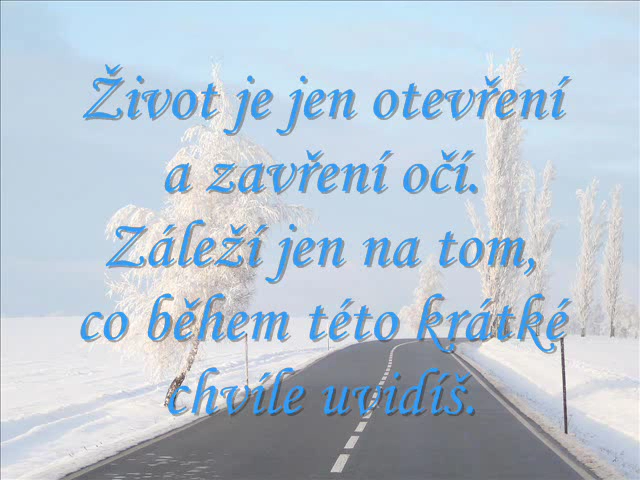 Život je jen otevření
a zavření očí.
Záleží jen na tom,
co během této krátké
chvíle uvidíš.